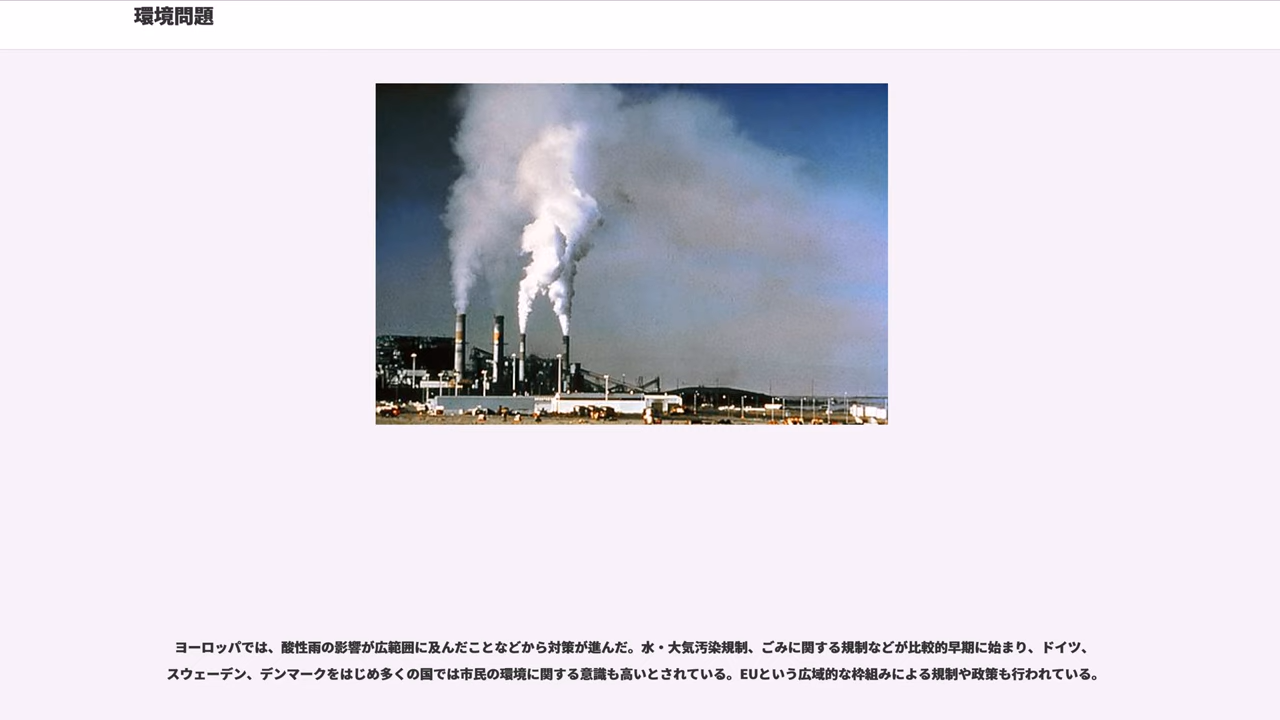 環境問題
ヨーロッパでは、酸性雨の影響が広範囲に及んだことなどから対策が進んだ。水・大気汚染規制、ごみに関する規制などが比較的早期に始まり、ドイツ、
スウェーデン、デンマークをはじめ多くの国では市民の環境に関する意識も高いとされている。EUという広域的な枠組みによる規制や政策も行われている。